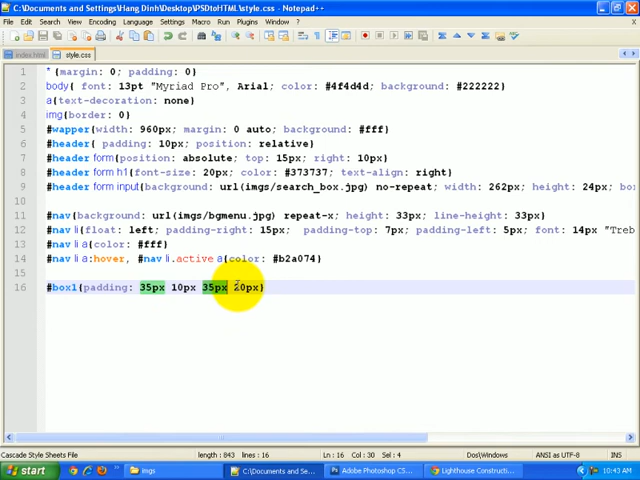 C:\Documents and Settings\Hang Dinh\Desktop\PSDtoHTML\style.css - Notepad++
File Edit Search View Encoding Language Settings Macro Run Plugins Window ?
index.html style.css
1 * {margin: 0; padding: 0}
2 body{ font: 13pt "Myriad Pro", Arial; color: #4f4d4d; background: #222222}
3 a{text-decoration: none}
4 img{border: 0}
5 #wapper{width: 960px; margin: 0 auto; background: #fff}
6 #header{ padding: 10px; position: relative}
7 #header form{position: absolute; top: 15px; right: 10px}
8 #header h1{font-size: 20px; color: #373737; text-align: right}
9 #header form input{background: url(imgs/search_box.jpg) no-repeat; width: 262px; height: 24px; bor
10
11 #nav{background: url(imgs/bgmenu.jpg) repeat-x; height: 33px; line-height: 33px}
12 #nav li{float: left; padding-right: 15px; padding-top: 7px; padding-left: 5px; font: 14px "Treb
13 #nav li a{color: #fff}
14 #nav li a:hover, #nav li.active a{color: #b2a074}
15
16 #box1{padding: 35px 10px 35px 20px}
Cascade Style Sheets File length : 843 lines : 16 Ln : 16 Col : 30 Sel : 4 Dos\Windows ANSI as UTF-8 INS
start imgs C:\Documents and Se... Adobe Photoshop CS... Lighthouse Constructi... 10:43 AM